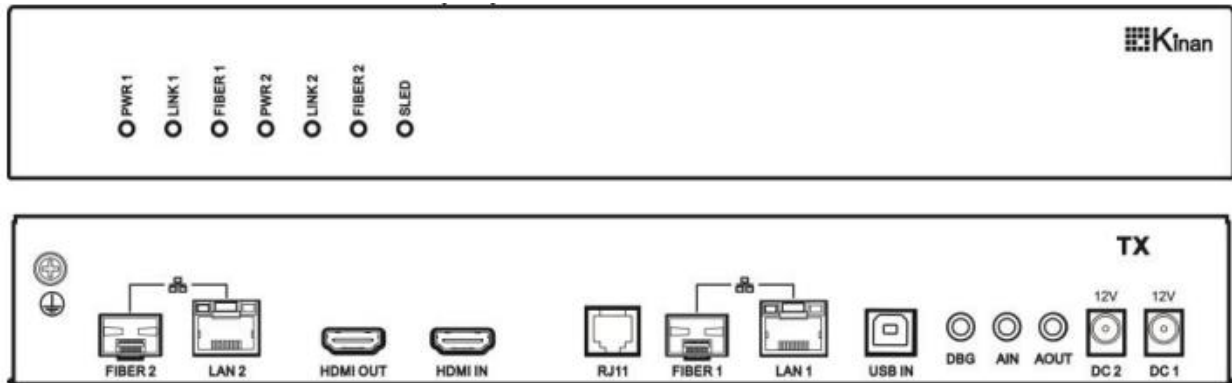 Kinan
PWR 1 LINK 1 FIBER 1 PWR 2 LINK 2 FIBER 2 SLED
TX
12V 12V
FIBER 2 LAN 2 HDMI OUT HDMI IN RJ11 FIBER 1 LAN 1 USB IN DBG AIN AOUT DC 2 DC 1